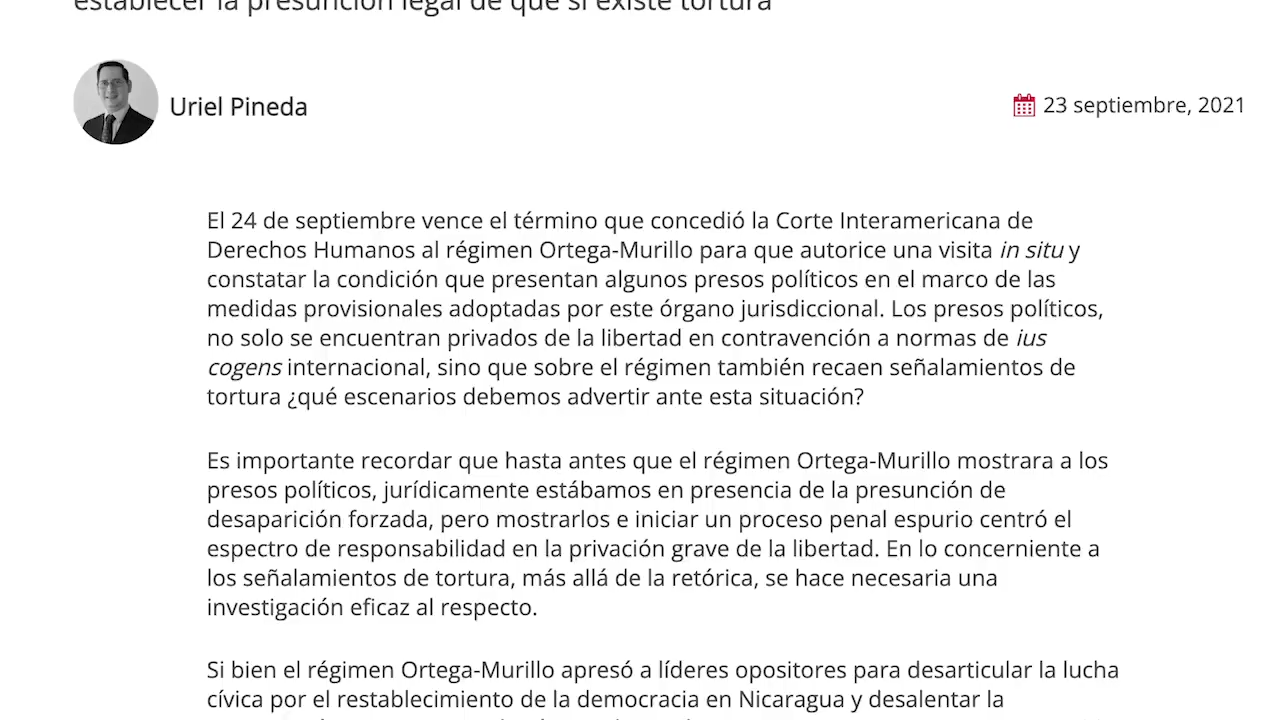 establecer la presunción legal de que sí existe tortura
Uriel Pineda
23 septiembre, 2021
El 24 de septiembre vence el término que concedió la Corte Interamericana de
Derechos Humanos al régimen Ortega-Murillo para que autorice una visita in situ y
constatar la condición que presentan algunos presos políticos en el marco de las
medidas provisionales adoptadas por este órgano jurisdiccional. Los presos políticos,
no solo se encuentran privados de la libertad en contravención a normas de ius
cogens internacional, sino que sobre el régimen también recaen señalamientos de
tortura ¿qué escenarios debemos advertir ante esta situación?
Es importante recordar que hasta antes que el régimen Ortega-Murillo mostrara a los
presos políticos, jurídicamente estábamos en presencia de la presunción de
desaparición forzada, pero mostrarlos e iniciar un proceso penal espurio centró el
espectro de responsabilidad en la privación grave de la libertad. En lo concerniente a
los señalamientos de tortura, más allá de la retórica, se hace necesaria una
investigación eficaz al respecto.
Si bien el régimen Ortega-Murillo apresó a líderes opositores para desarticular la lucha
cívica por el restablecimiento de la democracia en Nicaragua y desalentar la